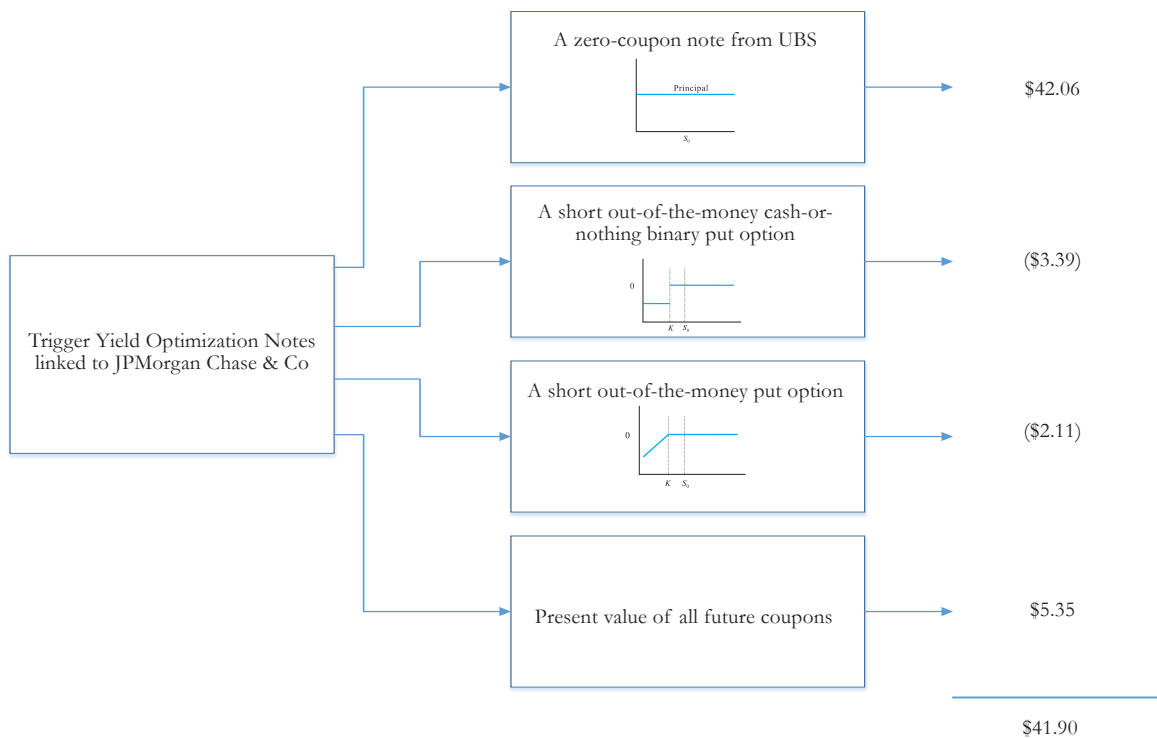 A zero-coupon note from UBS
Principal
S0
$42.06
A short out-of-the-money cash-or-
nothing binary put option
0
K
S0
($3.39)
Trigger Yield Optimization Notes
linked to JPMorgan Chase & Co
A short out-of-the-money put option
0
K
S0
($2.11)
Present value of all future coupons
$5.35
$41.90